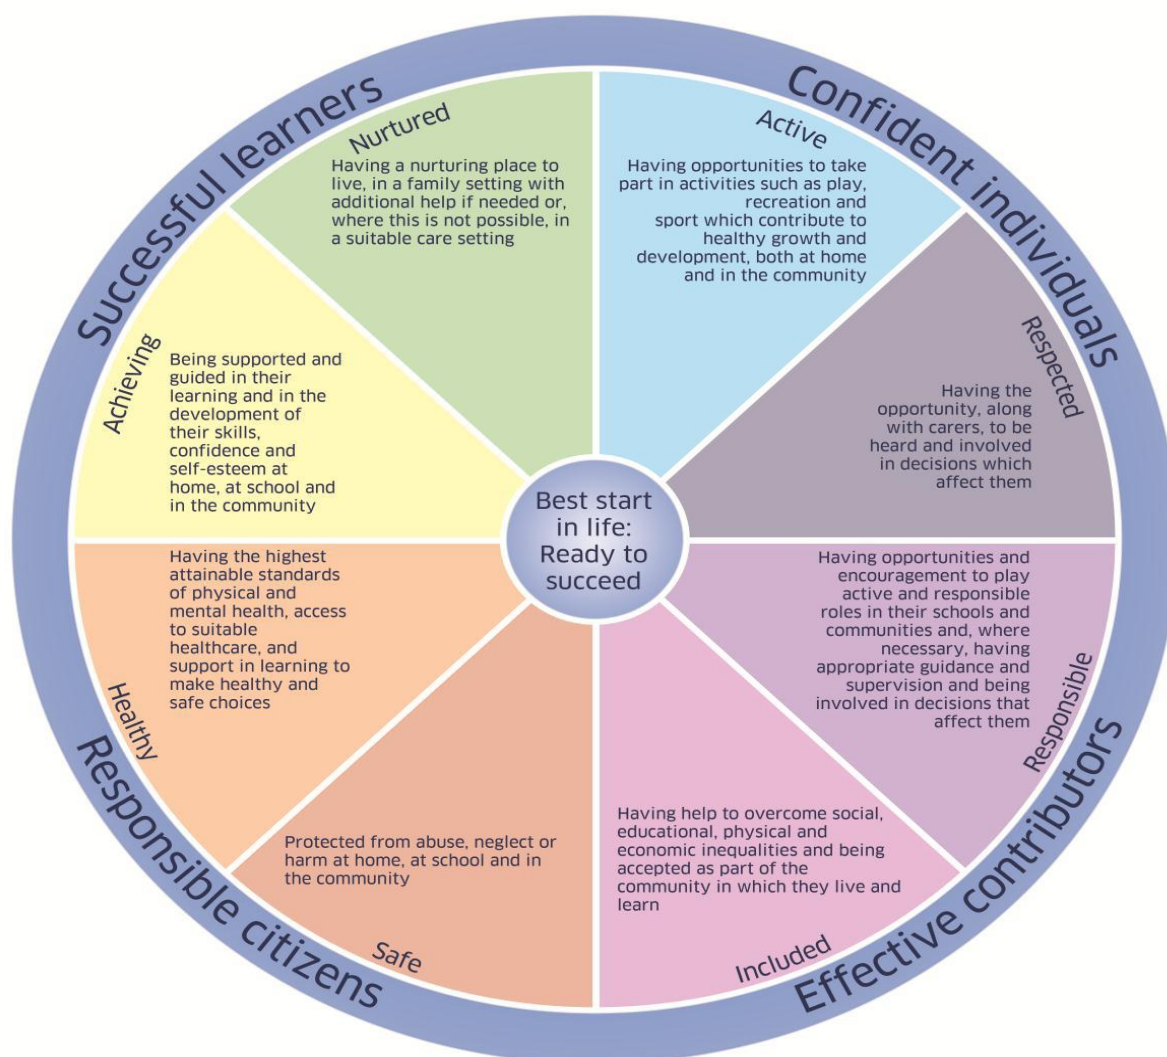 Successful learners
Confident individuals
Nurtured
Having a nurturing place to
live, in a family setting with
additional help if needed or,
where this is not possible, in
a suitable care setting
Active
Having opportunities to take
part in activities such as play,
recreation and
sport which contribute to
healthy growth and
development, both at home
and in the community
Achieving
Being supported and
guided in their
learning and in the
development of
their skills,
confidence and
self-esteem at
home, at school and
in the community
Respected
Having the
opportunity, along
with carers, to be
heard and involved
in decisions which
affect them
Best start
in life:
Ready to
succeed
Healthy
Having the highest
attainable standards
of physical and
mental health, access
to suitable
healthcare, and
support in learning to
make healthy and
safe choices
Responsible
Having opportunities and
encouragement to play
active and responsible
roles in their schools and
communities and, where
necessary, having
appropriate guidance and
supervision and being
involved in decisions that
affect them
Safe
Protected from abuse, neglect or
harm at home, at school and in
the community
Included
Having help to overcome social,
educational, physical and
economic inequalities and being
accepted as part of the
community in which they live and
learn
Responsible citizens
Effective contributors